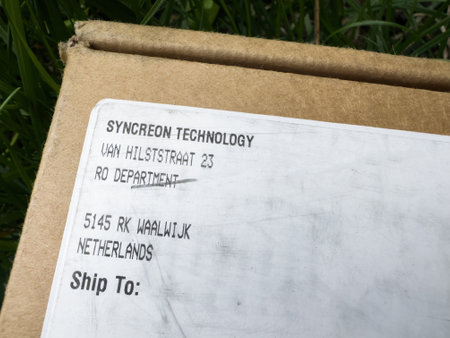 SYNCREON TECHNOLOGY
VAN HILSTSTRAAT 23
RO DEPARTMENT
5145 RK WAALWIJK
NETHERLANDS
Ship To: